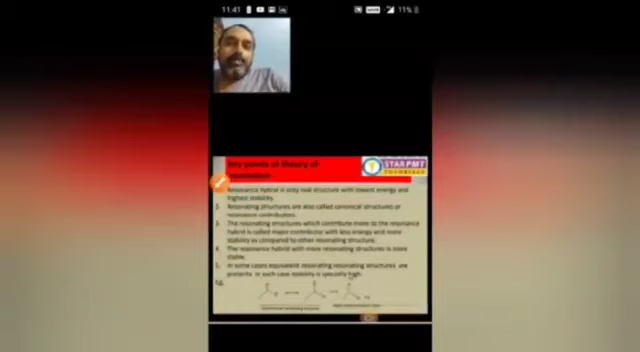 11.41
11%
Key points of theory of
STAR PMT
Resonance hybrid is only real structure with lowest energy and
highest stability.
2. Resonating structures are also called canonical structures or
resonance contributors.
3. The resonating structures which contribute more to the resonance
hybrid is called major contributor with less energy and more
stability as compared to other resonating structure.
4. The resonance hybrid with more resonating structures is more
stable.
5. In some cases equivalent resonating resonating structures are
in such case stability is specially high.
Eg.